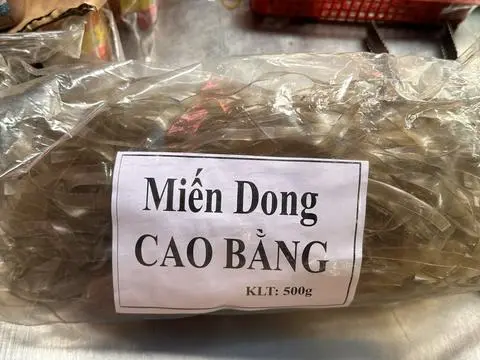 Miến Dong
CAO BẰNG
KLT: 500g